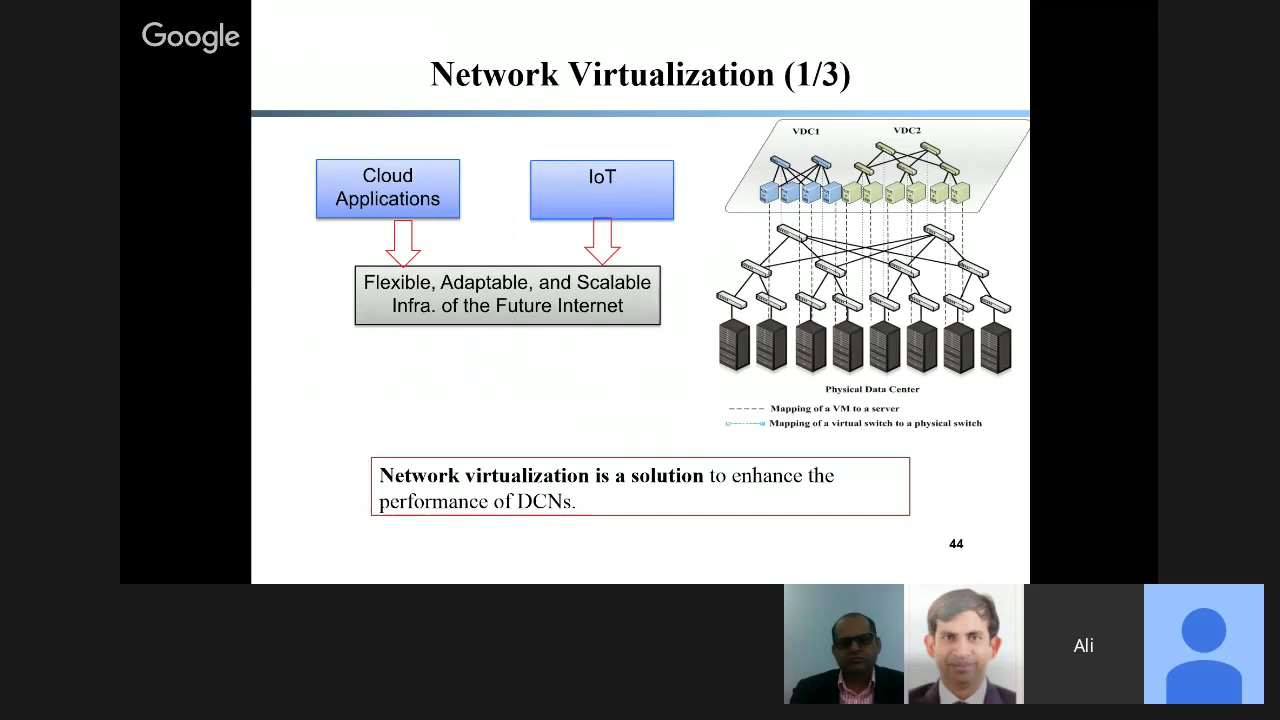 Google
Network Virtualization (1/3)
Cloud
Applications
IoT
Flexible, Adaptable, and Scalable
Infra. of the Future Internet
VDC1
VDC2
Physical Data Center
Mapping of a VM to a server
Mapping of a virtual switch to a physical switch
Network virtualization is a solution to enhance the
performance of DCNs.
44
Ali